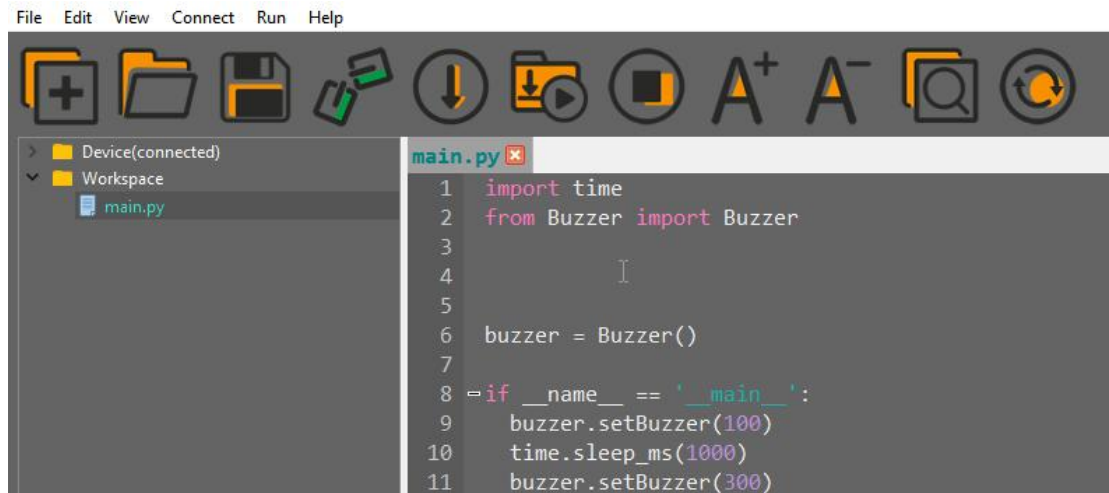 File Edit View Connect Run Help
Device(connected)
Workspace
main.py
main.py
1 import time
2 from Buzzer import Buzzer
3
4
5
6 buzzer = Buzzer()
7
8 if __name__ == '__main__':
9 buzzer.setBuzzer(100)
10 time.sleep_ms(1000)
11 buzzer.setBuzzer(300)